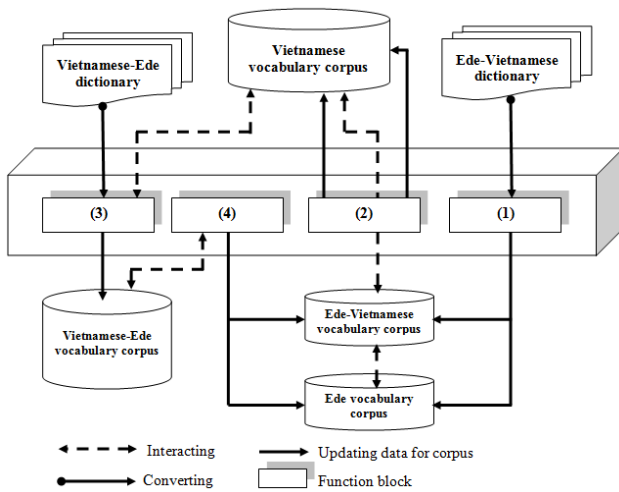 Vietnamese-Ede
dictionary
Vietnamese
vocabulary corpus
Ede-Vietnamese
dictionary
(3)
(4)
(2)
(1)
Vietnamese-Ede
vocabulary corpus
Ede-Vietnamese
vocabulary corpus
Ede vocabulary
corpus
Interacting
Updating data for corpus
Converting
Function block